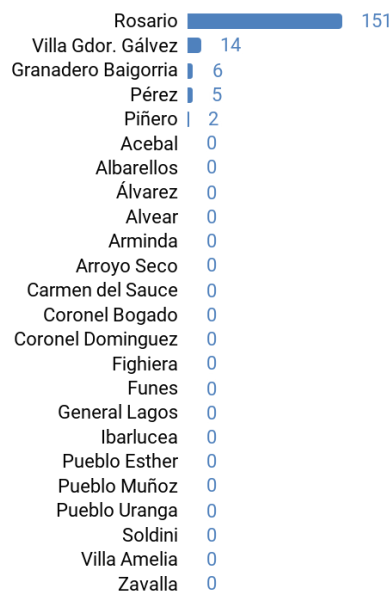 Rosario 151
Villa Gdor. Gálvez 14
Granadero Baigorria 6
Pérez 5
Piñero 2
Acebal 0
Albarellos 0
Álvarez 0
Alvear 0
Arminda 0
Arroyo Seco 0
Carmen del Sauce 0
Coronel Bogado 0
Coronel Dominguez 0
Fighiera 0
Funes 0
General Lagos 0
Ibarlucea 0
Pueblo Esther 0
Pueblo Muñoz 0
Pueblo Uranga 0
Soldini 0
Villa Amelia 0
Zavalla 0